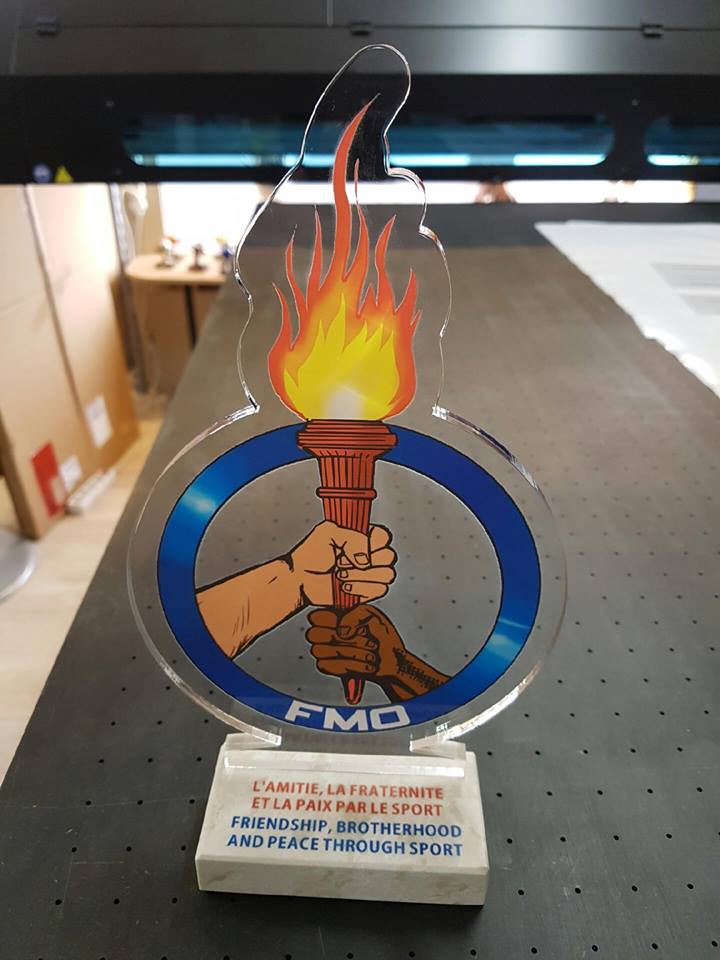 FMO
L'AMITIE, LA FRATERNITE
ET LA PAIX PAR LE SPORT
FRIENDSHIP, BROTHERHOOD
AND PEACE THROUGH SPORT